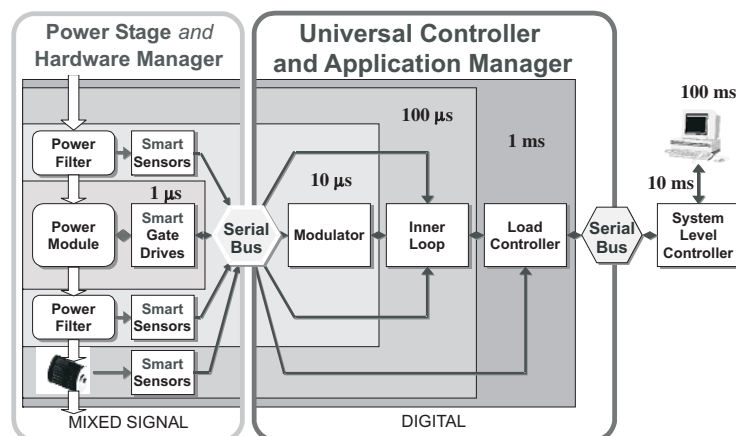 Power Stage and
Hardware Manager
Universal Controller
and Application Manager
100 ms
100 μs
1 ms
Power
Filter
Smart
Sensors
10 μs
10 ms
1 μs
Power
Module
Smart
Gate
Drives
Serial
Bus
Modulator
Inner
Loop
Load
Controller
Serial
Bus
System
Level
Controller
Power
Filter
Smart
Sensors
Smart
Sensors
MIXED SIGNAL
DIGITAL